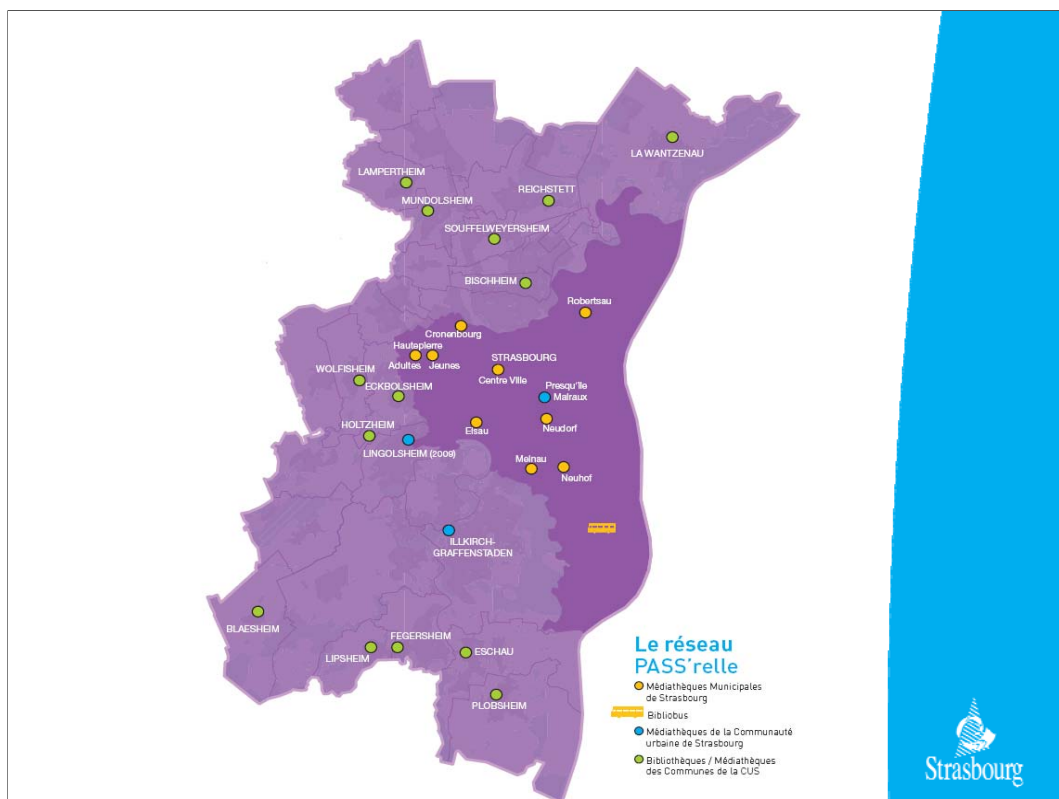 LA WANTZENAU
LAMPERTHEIM
MUNDOLSHEIM
REICHSTETT
SOUFFELWEYERSHEIM
BISCHHEIM
Robertsau
Cronenbourg
Hautepierre
Adultes
Jeunes
STRASBOURG
Centre Ville
WOLFISHEIM
ECKBOLSHEIM
Presqu'île
Malraux
HOLTZHEIM
Elsau
Neudorf
LINGOLSHEIM (2009)
Meinau
Neuhof
ILLKIRCH-
GRAFFENSTADEN
BLAESHEIM
FEGERSHEIM
LIPSHEIM
ESCHAU
PLOBSHEIM
Le réseau
PASS'relle
Médiathèques Municipales
de Strasbourg
Bibliobus
Médiathèques de la Communauté
urbaine de Strasbourg
Bibliothèques / Médiathèques
des Communes de la CUS
Strasbourg